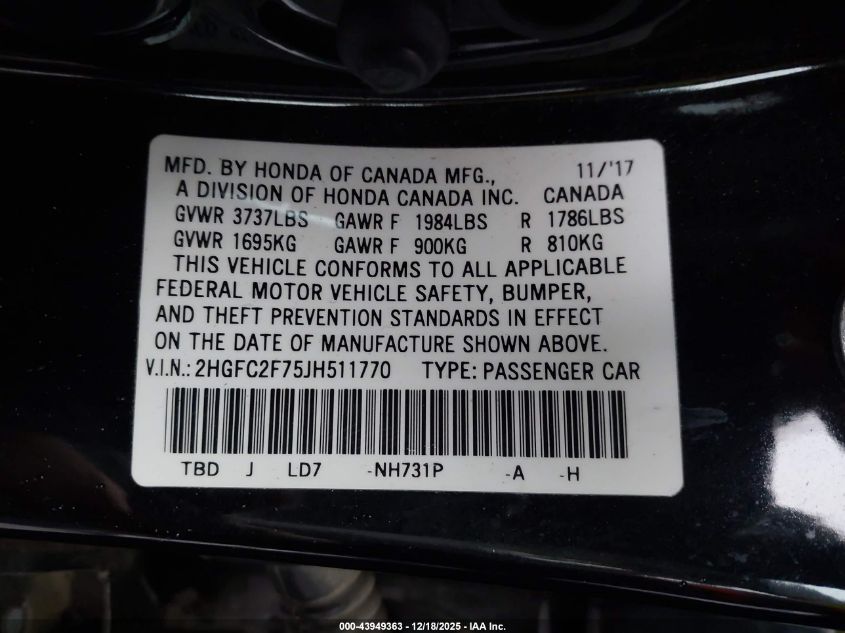 MFD. BY HONDA OF CANADA MFG., 11/'17
A DIVISION OF HONDA CANADA INC. CANADA
GVWR 3737LBS GAWR F 1984LBS R 1786LBS
GVWR 1695KG GAWR F 900KG R 810KG
THIS VEHICLE CONFORMS TO ALL APPLICABLE
FEDERAL MOTOR VEHICLE SAFETY, BUMPER,
AND THEFT PREVENTION STANDARDS IN EFFECT
ON THE DATE OF MANUFACTURE SHOWN ABOVE.
V.I.N.: 2HGFC2F75JH511770 TYPE: PASSENGER CAR
TBD J LD7 -NH731P -A -H
000-43949363 - 12/18/2025 - IAA Inc.